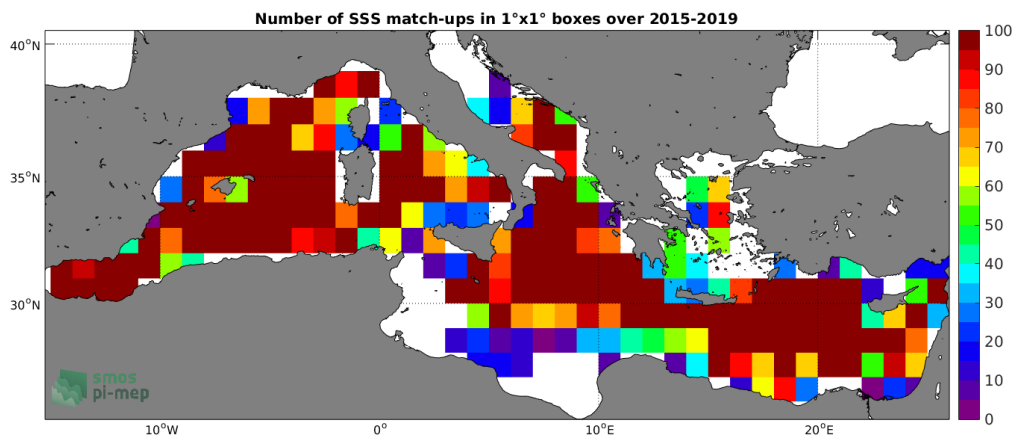 Number of SSS match-ups in 1°x1° boxes over 2015-2019
40°N
35°N
30°N
10°W
0°
10°E
20°E
100
90
80
70
60
50
40
30
20
10
0
smos
pi-mep